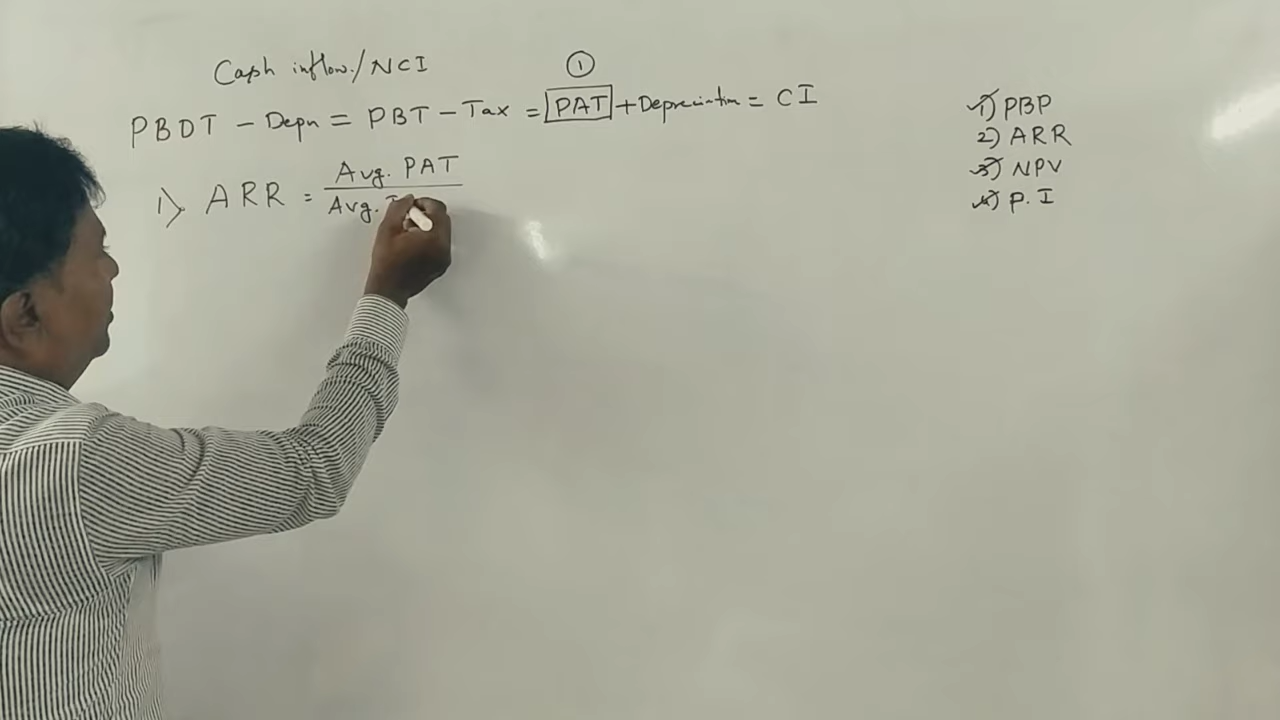 Cash inflow/NCI
①
PBDT - Depn = PBT - Tax = PAT + Depreciation = CI
1) ARR = Avg. PAT
Avg. I
1) PBP
2) ARR
3) NPV
4) P.I